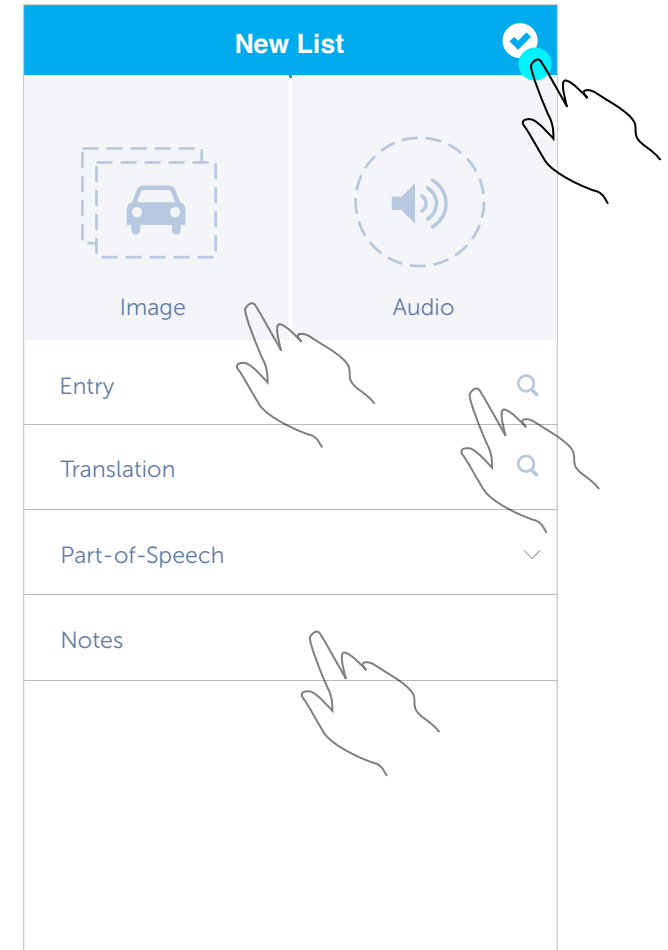 New List
Image
Audio
Entry
Translation
Part-of-Speech
Notes